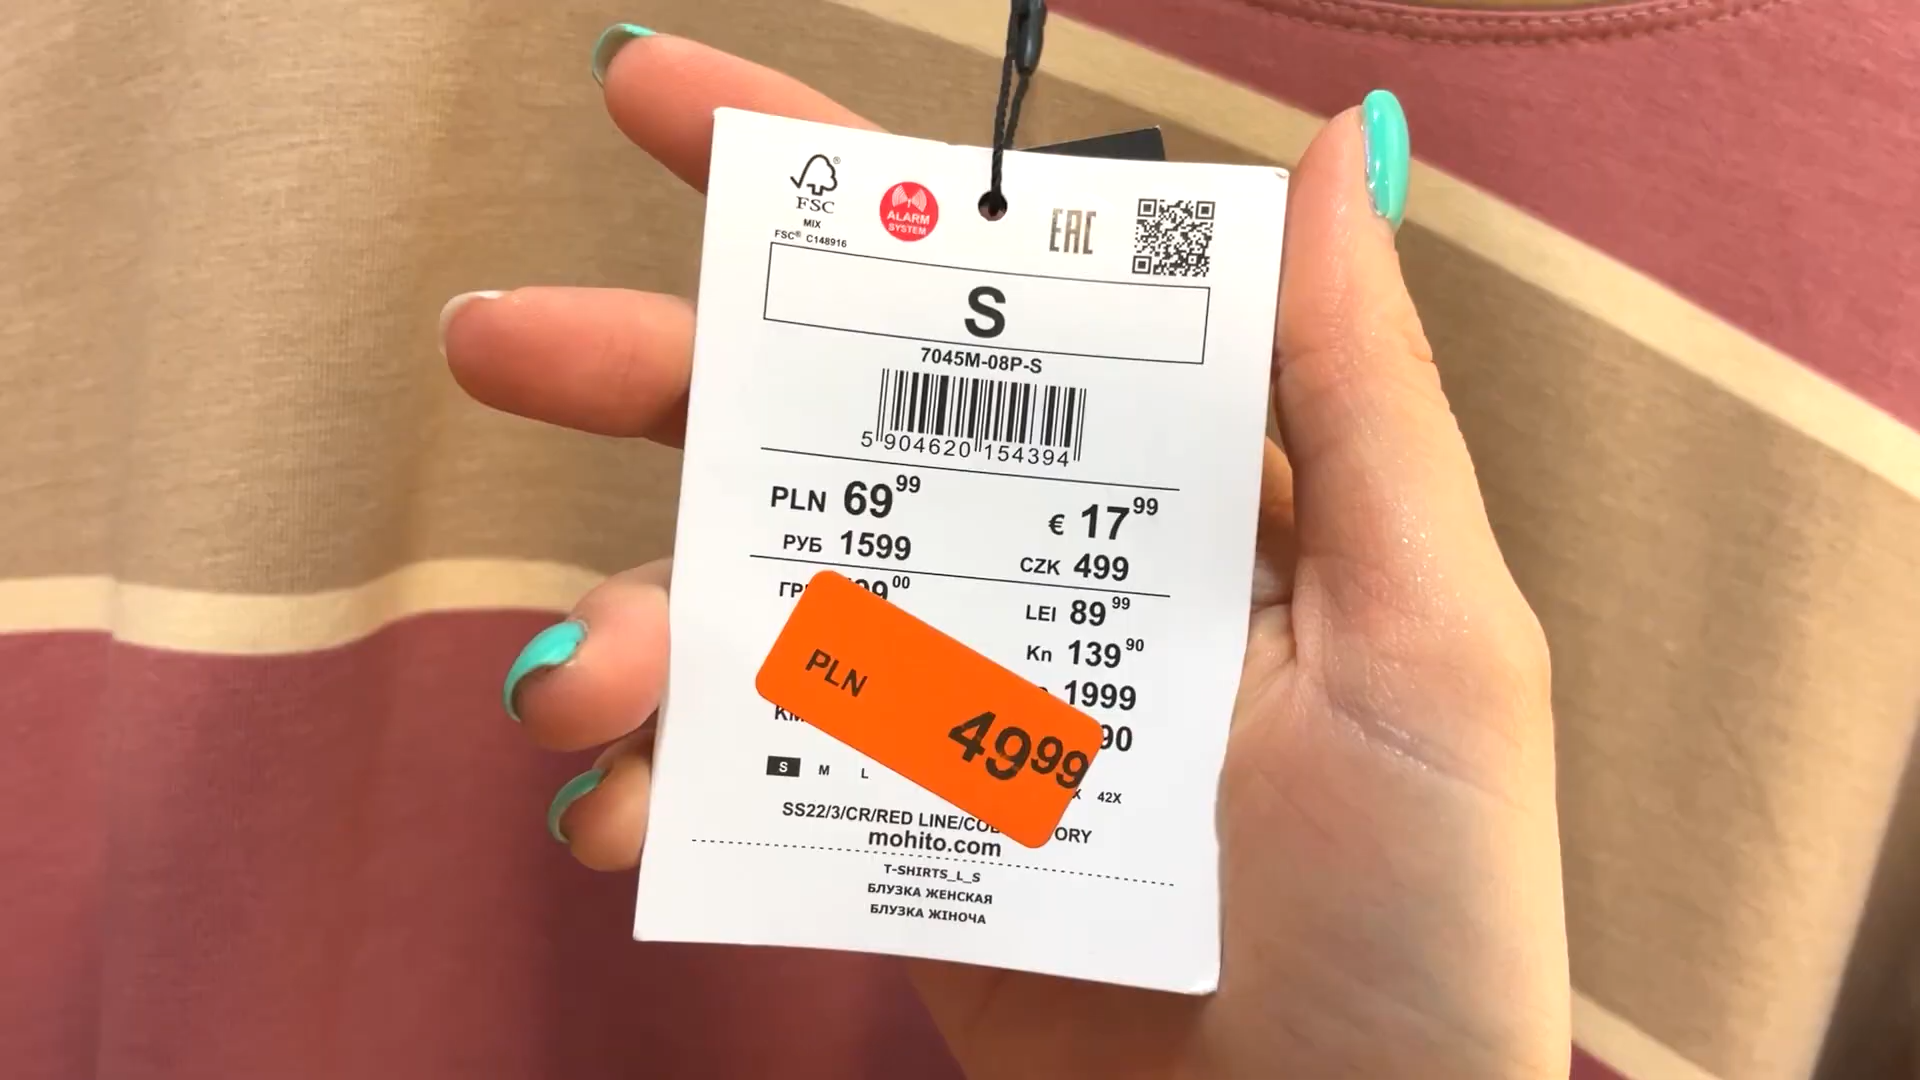 FSC®
MIX
FSC® C148916
ALARM
SYSTEM
EAC
S
7045M-08P-S
5 904620 154394
PLN 69 99
€ 17 99
РУБ 1599
CZK 499
00
LEI 89 99
Kn 139 90
1999
PLN
49 99
S M L
42X
SS22/3/CR/RED LINE/
mohito.com
T-SHIRTS_L_S
БЛУЗКА ЖЕНСКАЯ
БЛУЗКА ЖІНОЧА